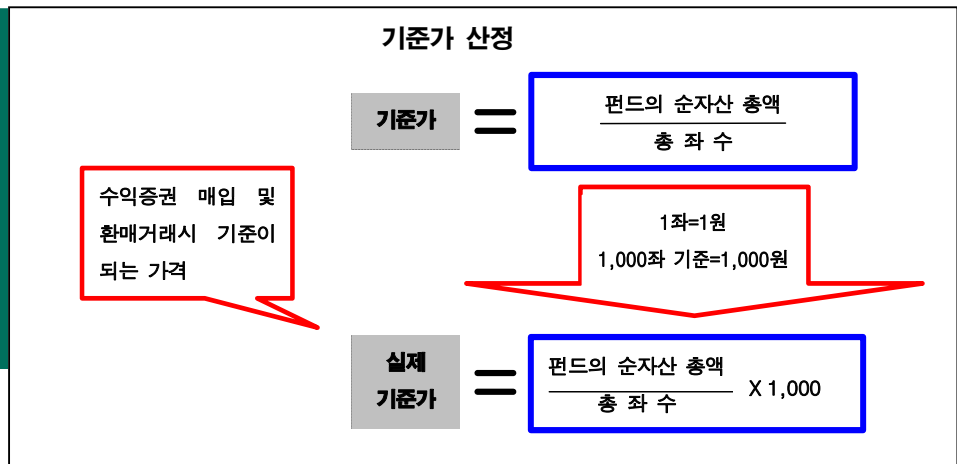 기준가 산정
기준가 = 펀드의 순자산 총액
총 좌 수
수익증권 매입 및
환매거래시 기준이
되는 가격
1좌=1원
1,000좌 기준=1,000원
실제
기준가 = 펀드의 순자산 총액
총 좌 수 X 1,000